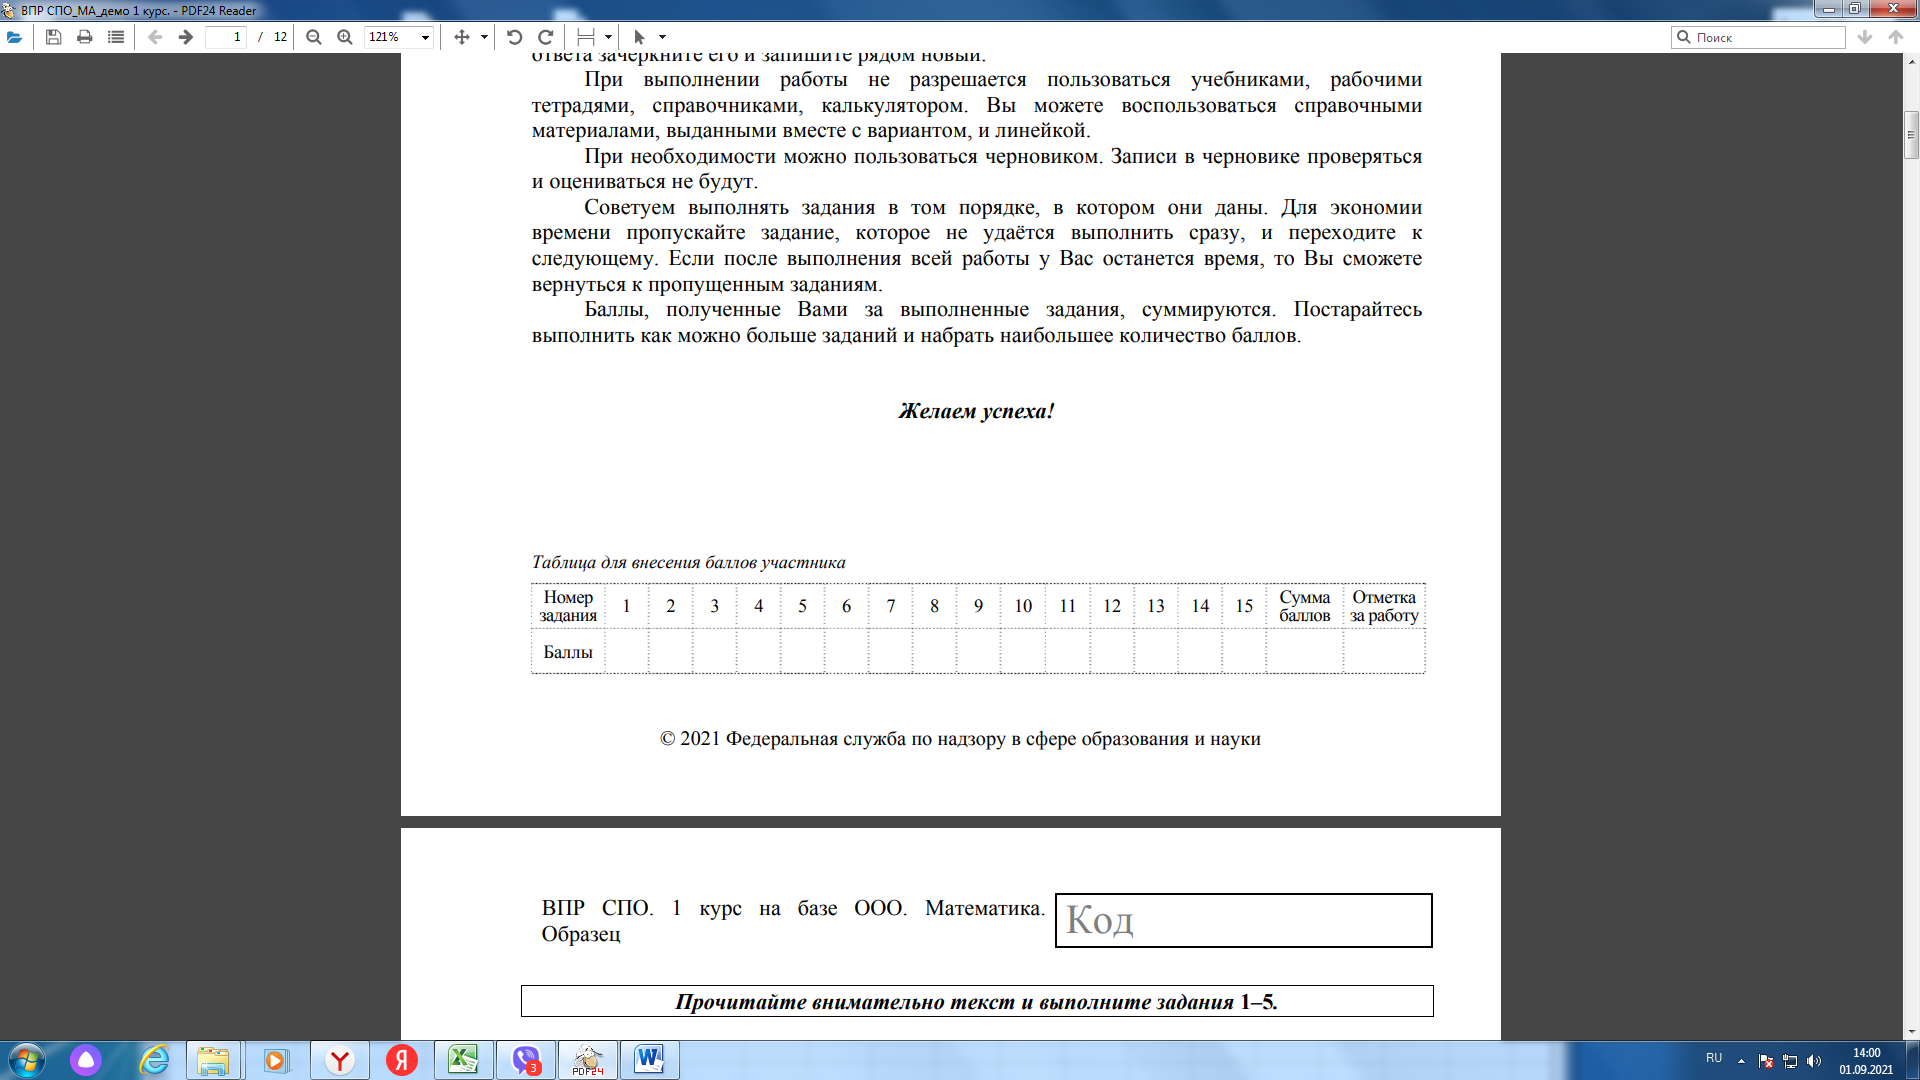 ВПР СПО_МА_демо 1 курс. - PDF24 Reader
1 / 12
121%
Поиск
ответа зачеркните его и запишите рядом новый.
При выполнении работы не разрешается пользоваться учебниками, рабочими
тетрадями, справочниками, калькулятором. Вы можете воспользоваться справочными
материалами, выданными вместе с вариантом, и линейкой.
При необходимости можно пользоваться черновиком. Записи в черновике проверяться
и оцениваться не будут.
Советуем выполнять задания в том порядке, в котором они даны. Для экономии
времени пропускайте задание, которое не удаётся выполнить сразу, и переходите к
следующему. Если после выполнения всей работы у Вас останется время, то Вы сможете
вернуться к пропущенным заданиям.
Баллы, полученные Вами за выполненные задания, суммируются. Постарайтесь
выполнить как можно больше заданий и набрать наибольшее количество баллов.
Желаем успеха!
Таблица для внесения баллов участника
Номер задания 1 2 3 4 5 6 7 8 9 10 11 12 13 14 15 Сумма баллов Отметка за работу
Баллы
© 2021 Федеральная служба по надзору в сфере образования и науки
ВПР СПО. 1 курс на базе ООО. Математика.
Образец
Код
Прочитайте внимательно текст и выполните задания 1–5.
3
PDF24
RU
14:00
01.09.2021